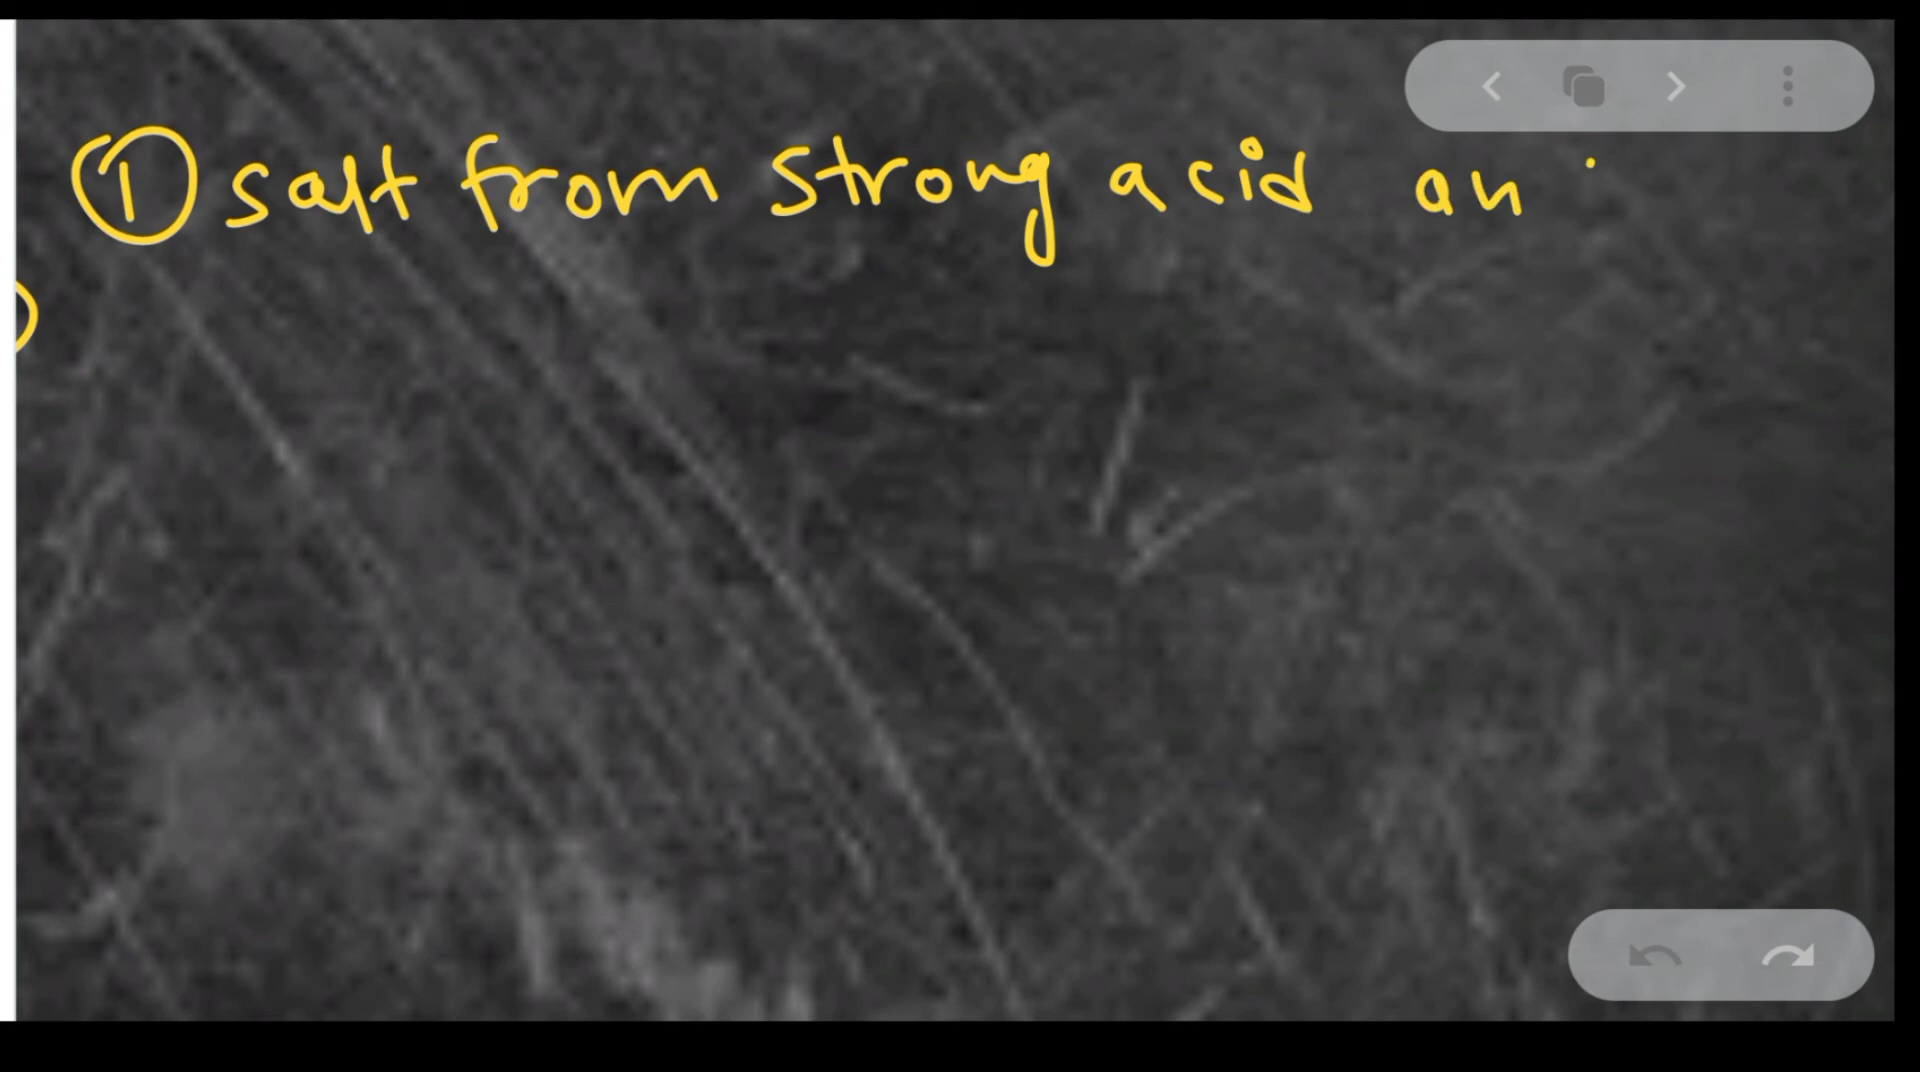 ① salt from strong acid an